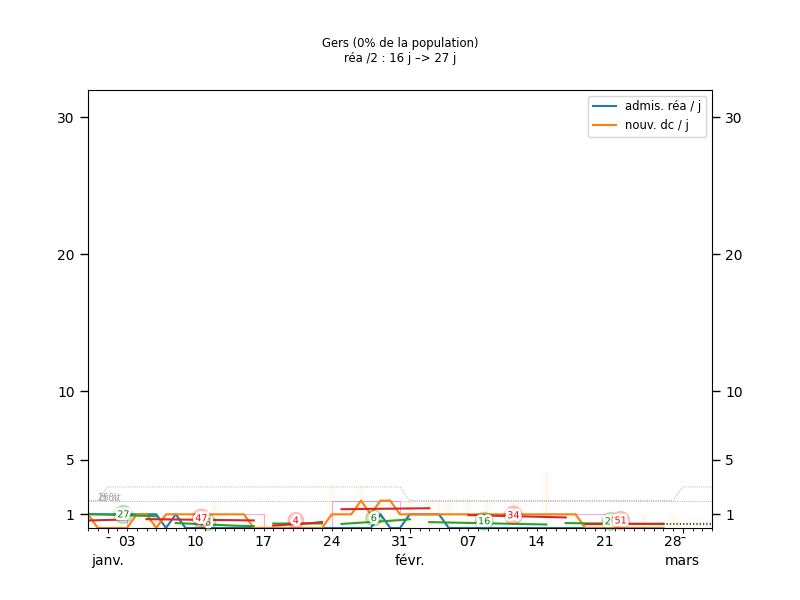 Gers (0% de la population)
réa /2 : 16 j –> 27 j
admis. réa / j
nouv. dc / j
30 30
20 20
10 10
5 5
1 1
27 47 4 6 16 34 51
03 10 17 24 31 07 14 21 28
janv. févr. mars